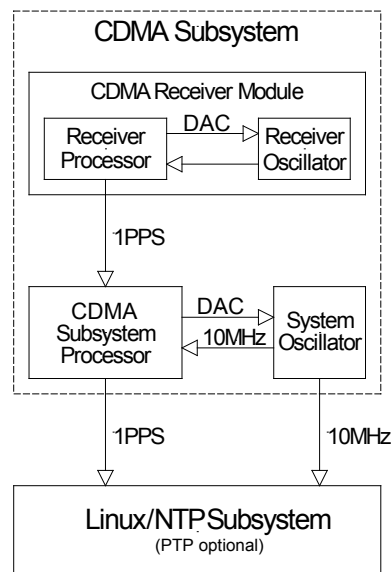 CDMA Subsystem
CDMA Receiver Module
Receiver
Processor
DAC
Receiver
Oscillator
1PPS
CDMA
Subsystem
Processor
DAC
10MHz
System
Oscillator
1PPS
10MHz
Linux/NTP Subsystem
(PTP optional)